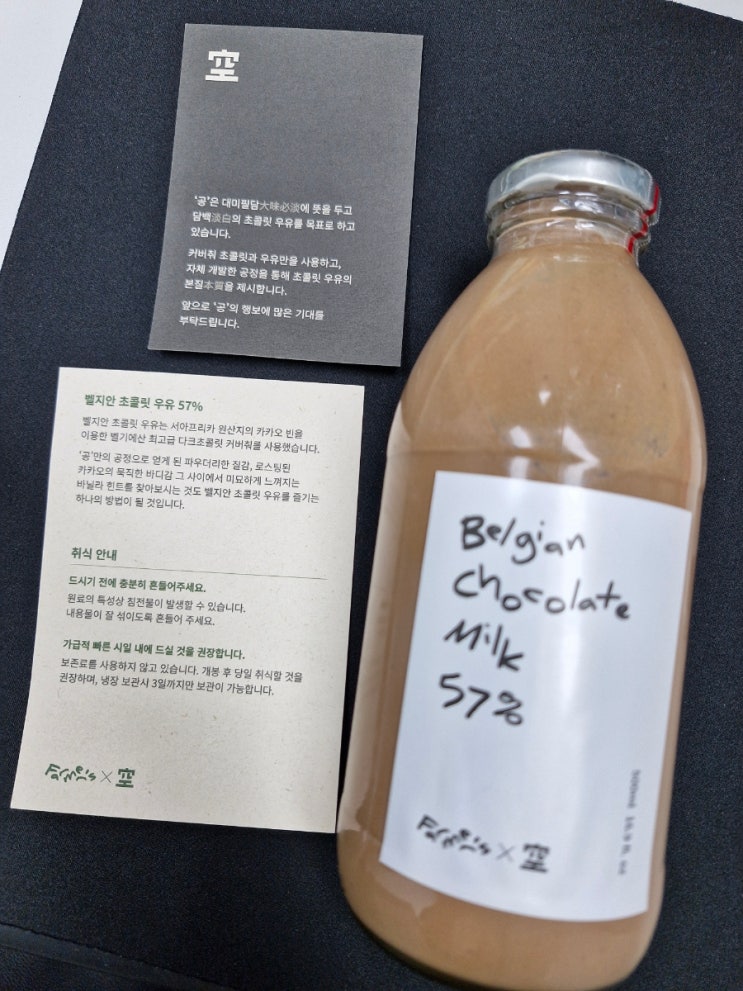 空
‘공’은 대미필담大味必淡에 뜻을 두고
담백淡白의 초콜릿 우유를 목표로 하고
있습니다.
커버춰 초콜릿과 우유만을 사용하고,
자체 개발한 공정을 통해 초콜릿 우유의
본질本質을 제시합니다.
앞으로 ‘공’의 행보에 많은 기대를
부탁드립니다.
벨지안 초콜릿 우유 57%
벨지안 초콜릿 우유는 서아프리카 원산지의 카카오 빈을
이용한 벨기에산 최고급 다크초콜릿 커버춰를 사용했습니다.
‘공’만의 공정으로 얻게 된 파우더리한 질감, 로스팅된
카카오의 묵직한 바디감 그 사이에서 미묘하게 느껴지는
바닐라 힌트를 찾아보시는 것도 벨지안 초콜릿 우유를 즐기는
하나의 방법이 될 것입니다.
취식 안내
드시기 전에 충분히 흔들어주세요.
원료의 특성상 침전물이 발생할 수 있습니다.
내용물이 잘 섞이도록 흔들어 주세요.
가급적 빠른 시일 내에 드실 것을 권장합니다.
보존료를 사용하지 않고 있습니다. 개봉 후 당일 취식할 것을
권장하며, 냉장 보관시 3일까지만 보관이 가능합니다.
× 空
Belgian
Chocolate
Milk
57%
× 空
500ml 16.9 fl. oz